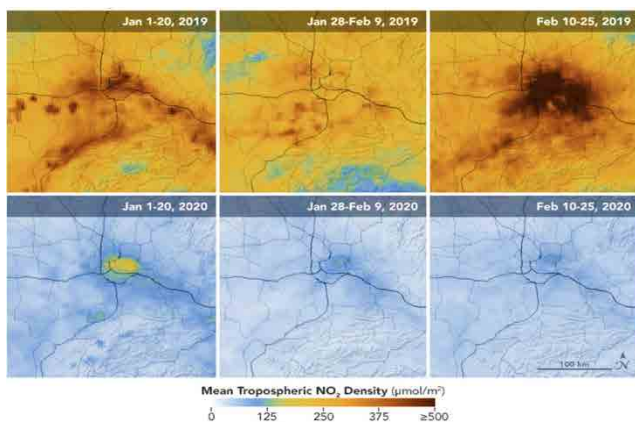 Jan 1-20, 2019
Jan 28-Feb 9, 2019
Feb 10-25, 2019
Jan 1-20, 2020
Jan 28-Feb 9, 2020
Feb 10-25, 2020
100 km
N
Mean Tropospheric NO₂ Density (μmol/m²)
0 125 250 375 ≥500